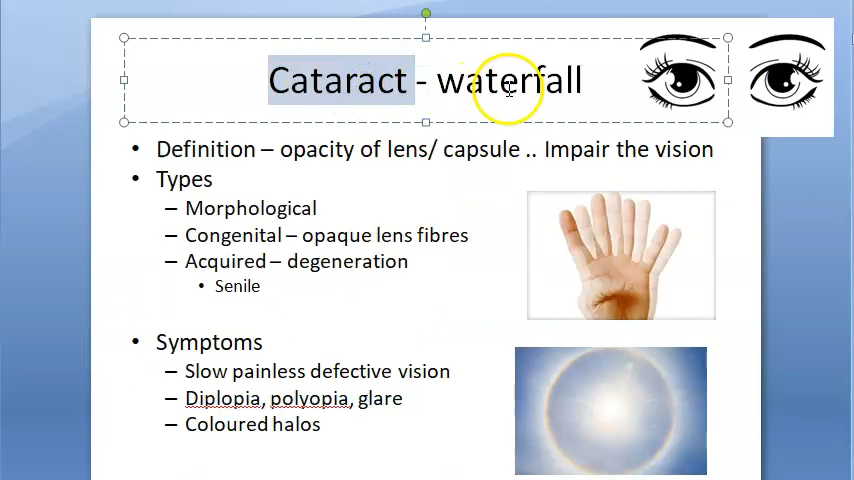 Cataract - waterfall
• Definition – opacity of lens/ capsule .. Impair the vision
• Types
– Morphological
– Congenital – opaque lens fibres
– Acquired – degeneration
• Senile
• Symptoms
– Slow painless defective vision
– Diplopia, polyopia, glare
– Coloured halos